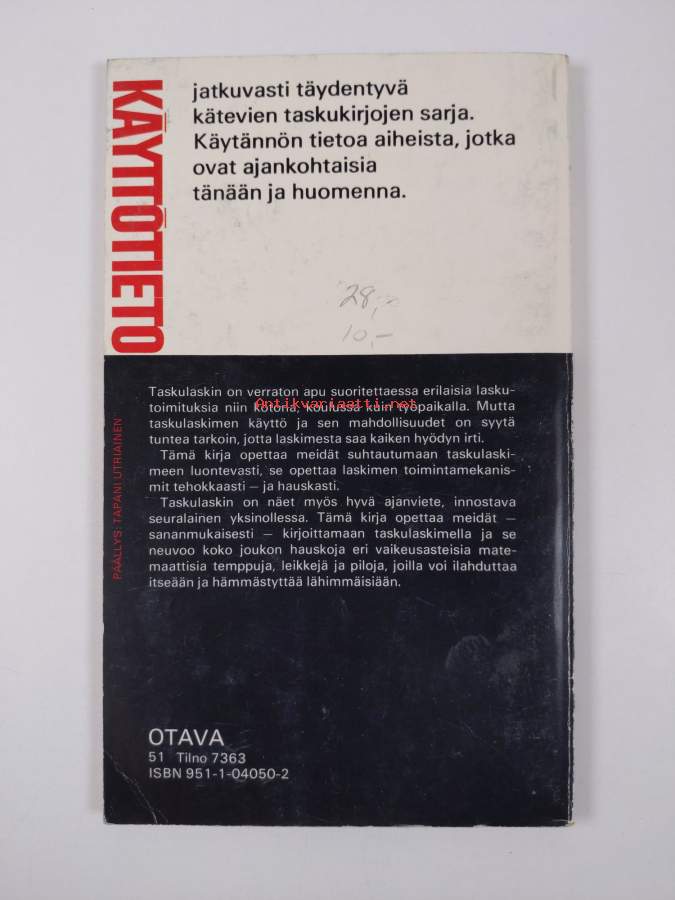 KÄYTTÖTIETO
jatkuvasti täydentyvä
kätevien taskukirjojen sarja.
Käytännön tietoa aiheista, jotka
ovat ajankohtaisia
tänään ja huomenna.
28,-
10,-
Taskulaskin on verraton apu suoritettaessa erilaisia lasku-
toimituksia niin kotona, koulussa kuin työpaikalla. Mutta
Antikvariaatti.net
taskulaskimen käyttö ja sen mahdollisuudet on syytä
tuntea tarkoin, jotta laskimesta saa kaiken hyödyn irti.
Tämä kirja opettaa meidät suhtautumaan taskulaski-
meen luontevasti, se opettaa laskimen toimintamekanis-
mit tehokkaasti – ja hauskasti.
Taskulaskin on näet myös hyvä ajanviete, innostava
seuralainen yksinollessa. Tämä kirja opettaa meidät –
sananmukaisesti – kirjoittamaan taskulaskimella ja se
neuvoo koko joukon hauskoja eri vaikeusasteisia mate-
maattisia temppuja, leikkejä ja piloja, joilla voi ilahduttaa
itseään ja hämmästyttää lähimmäisiään.
PÄÄLLYS: TAPANI UTRIAINEN
OTAVA
51 Tilno 7363
ISBN 951-1-04050-2